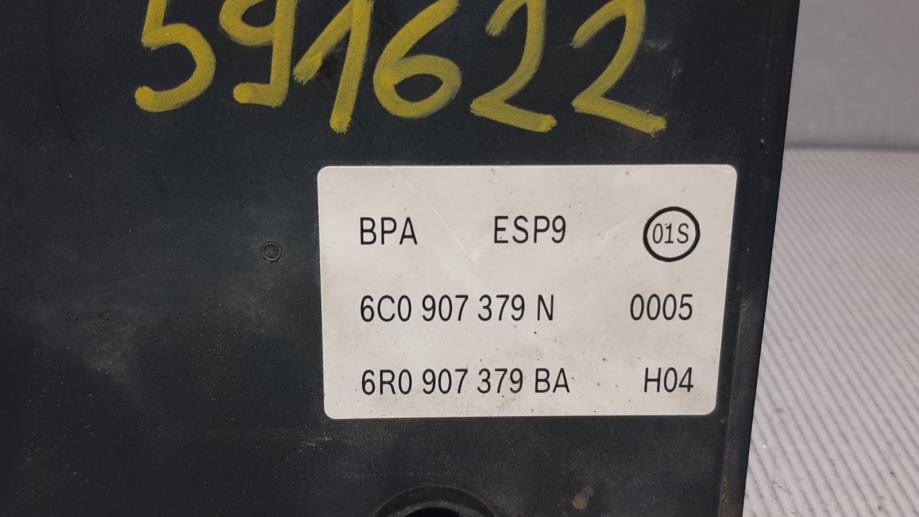 591622
BPA ESP9 01S
6C0 907 379 N 0005
6R0 907 379 BA H04